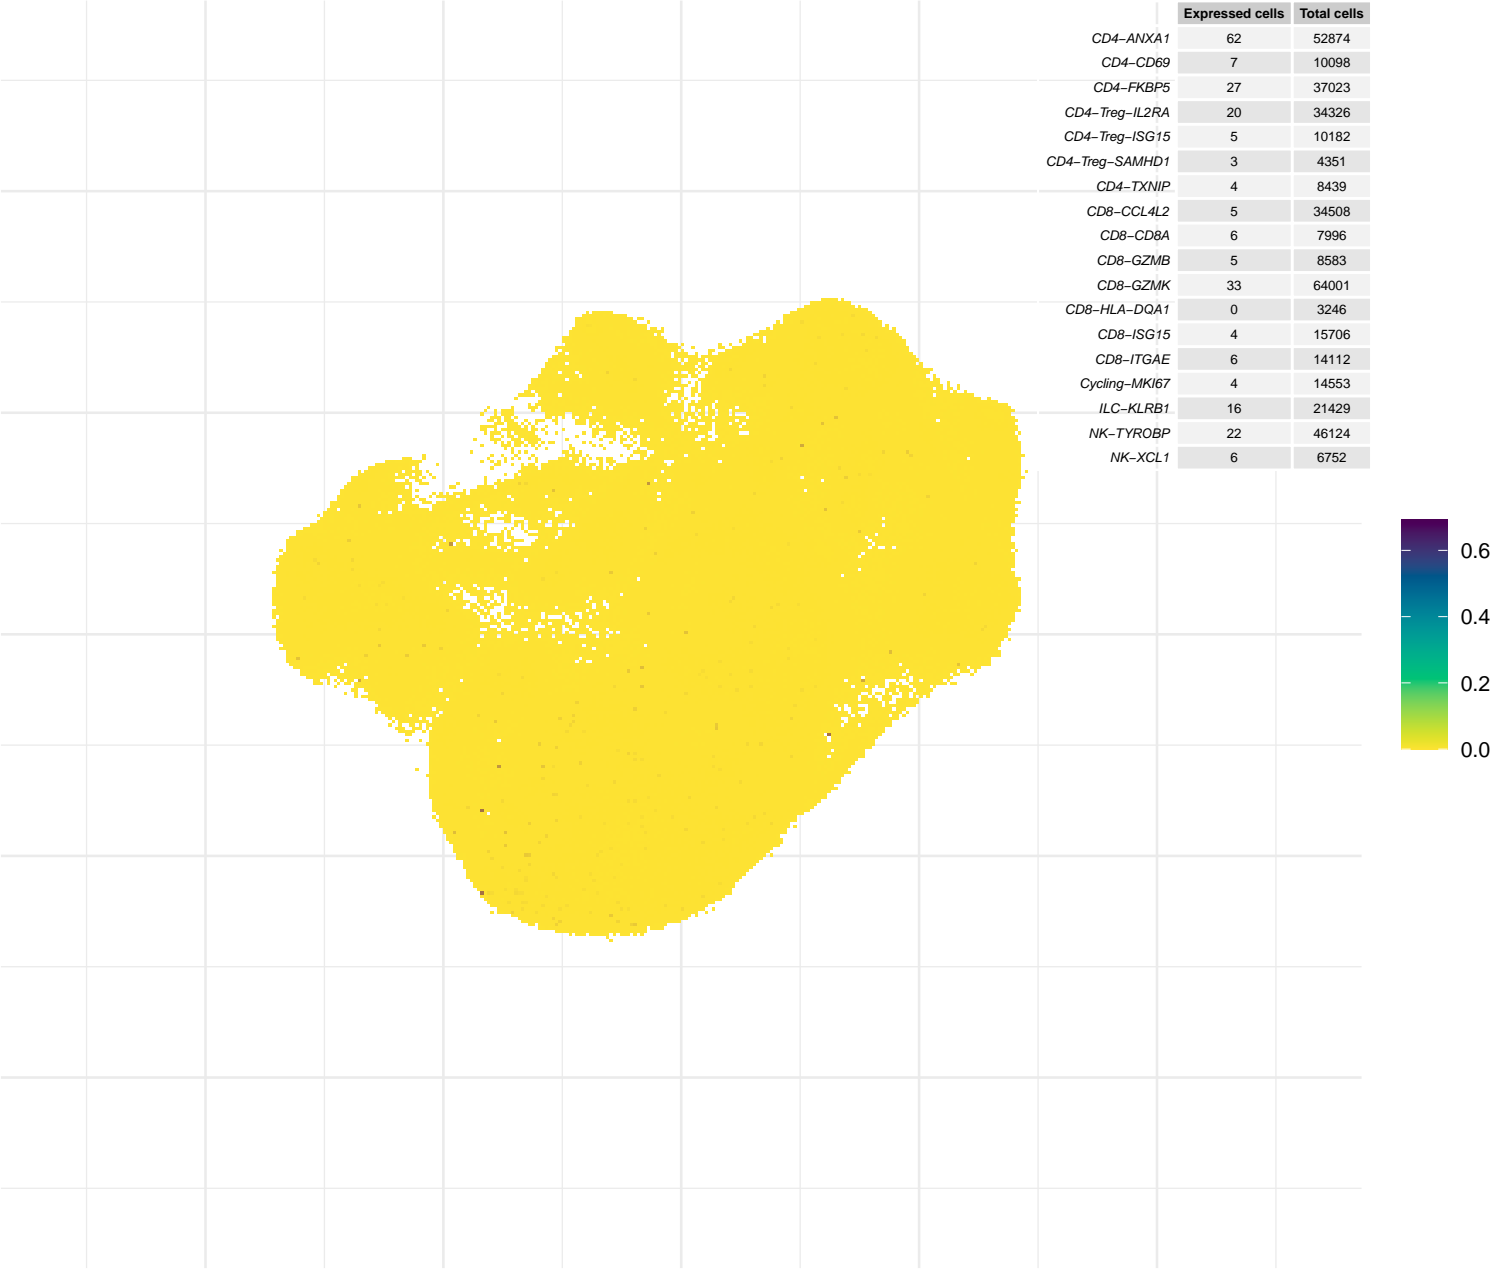 Expressed cells Total cells
CD4−ANXA1 62 52874
CD4−CD69 7 10098
CD4−FKBP5 27 37023
CD4−Treg−IL2RA 20 34326
CD4−Treg−ISG15 5 10182
CD4−Treg−SAMHD1 3 4351
CD4−TXNIP 4 8439
CD8−CCL4L2 5 34508
CD8−CD8A 6 7996
CD8−GZMB 5 8583
CD8−GZMK 33 64001
CD8−HLA−DQA1 0 3246
CD8−ISG15 4 15706
CD8−ITGAE 6 14112
Cycling−MKI67 4 14553
ILC−KLRB1 16 21429
NK−TYROBP 22 46124
NK−XCL1 6 6752
0.6
0.4
0.2
0.0